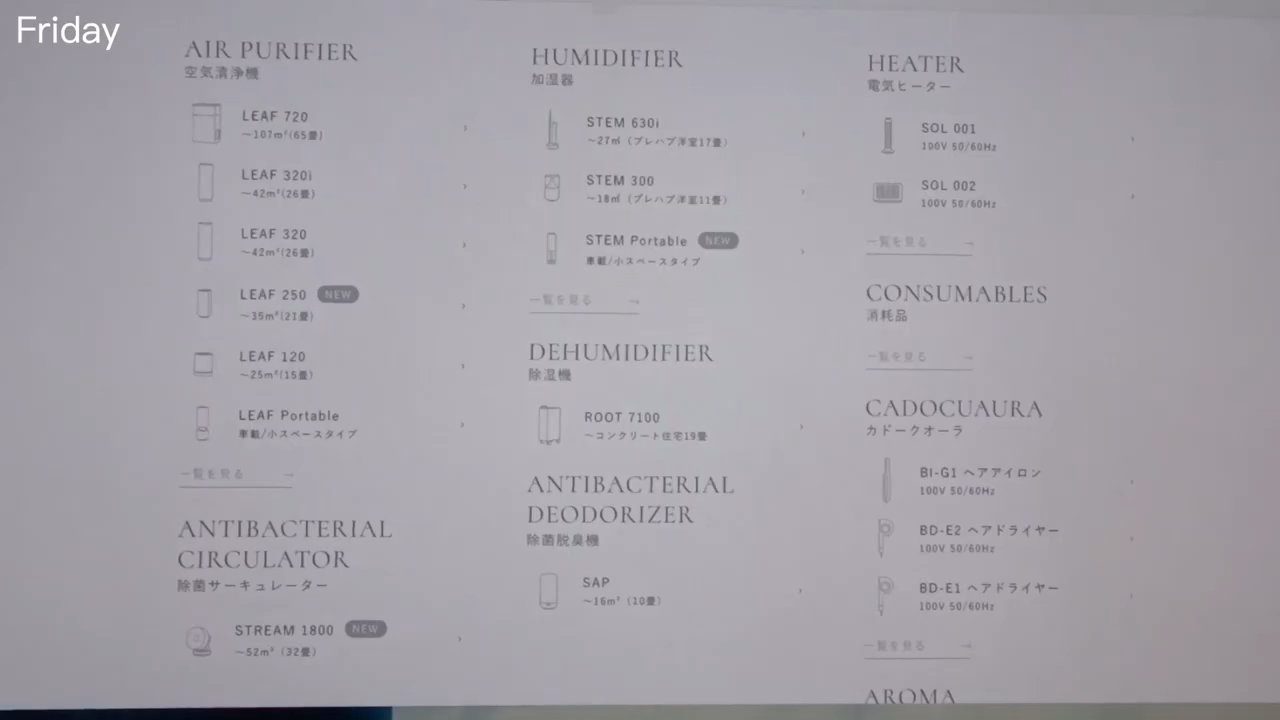 Friday
AIR PURIFIER
空気清浄機
LEAF 720
〜107m²(65畳)
LEAF 320i
〜42m²(26畳)
LEAF 320
〜42m²(26畳)
LEAF 250 NEW
〜35m²(21畳)
LEAF 120
〜25m²(15畳)
LEAF Portable
車載/小スペースタイプ
一覧を見る →
ANTIBACTERIAL
CIRCULATOR
除菌サーキュレーター
STREAM 1800 NEW
〜52m² (32畳)
HUMIDIFIER
加湿器
STEM 630i
〜27㎡（プレハブ洋室17畳）
STEM 300
〜18㎡（プレハブ洋室11畳）
STEM Portable NEW
車載/小スペースタイプ
一覧を見る →
DEHUMIDIFIER
除湿機
ROOT 7100
〜コンクリート住宅19畳
ANTIBACTERIAL
DEODORIZER
除菌脱臭機
SAP
〜16m²（10畳）
HEATER
電気ヒーター
SOL 001
100V 50/60Hz
SOL 002
100V 50/60Hz
一覧を見る →
CONSUMABLES
消耗品
一覧を見る →
CADOCUAURA
カドークオーラ
BI-G1 ヘアアイロン
100V 50/60Hz
BD-E2 ヘアドライヤー
100V 50/60Hz
BD-E1 ヘアドライヤー
100V 50/60Hz
一覧を見る →
AROMA